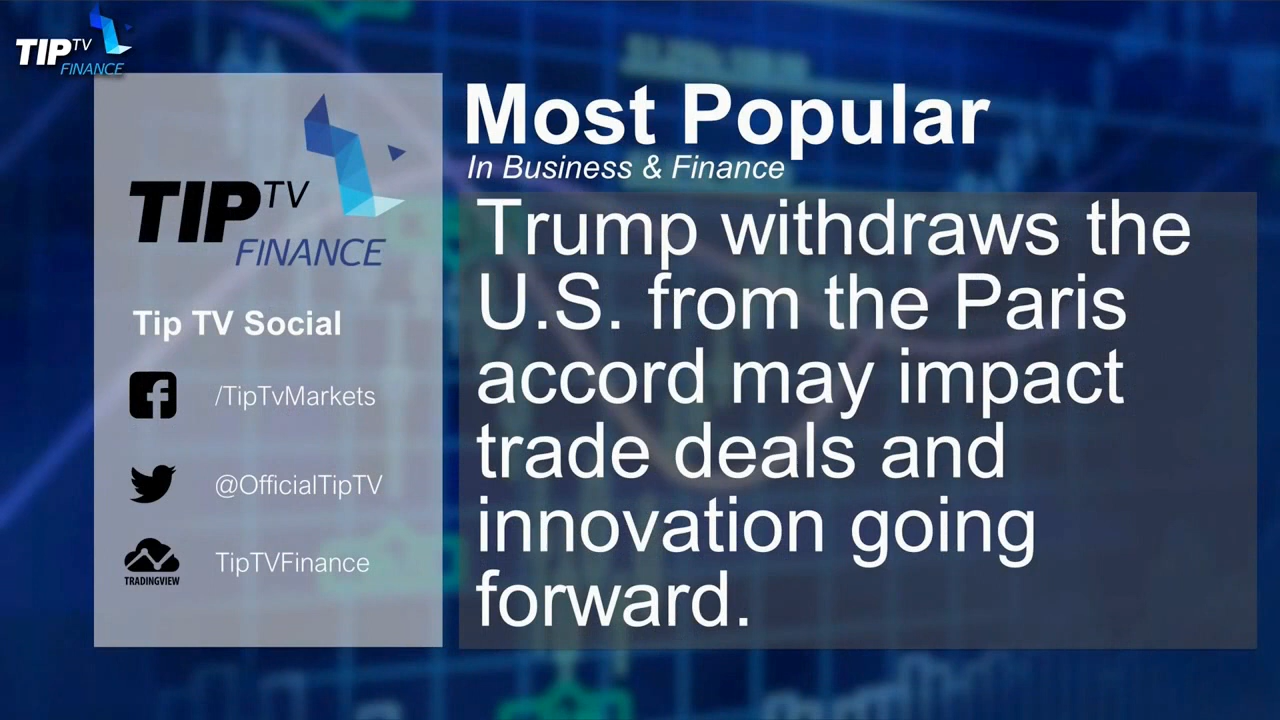 TIP TV
FINANCE
TIP TV
FINANCE
Tip TV Social
/TipTvMarkets
@OfficialTipTV
TRADINGVIEW
TipTVFinance
Most Popular
In Business & Finance
Trump withdraws the
U.S. from the Paris
accord may impact
trade deals and
innovation going
forward.